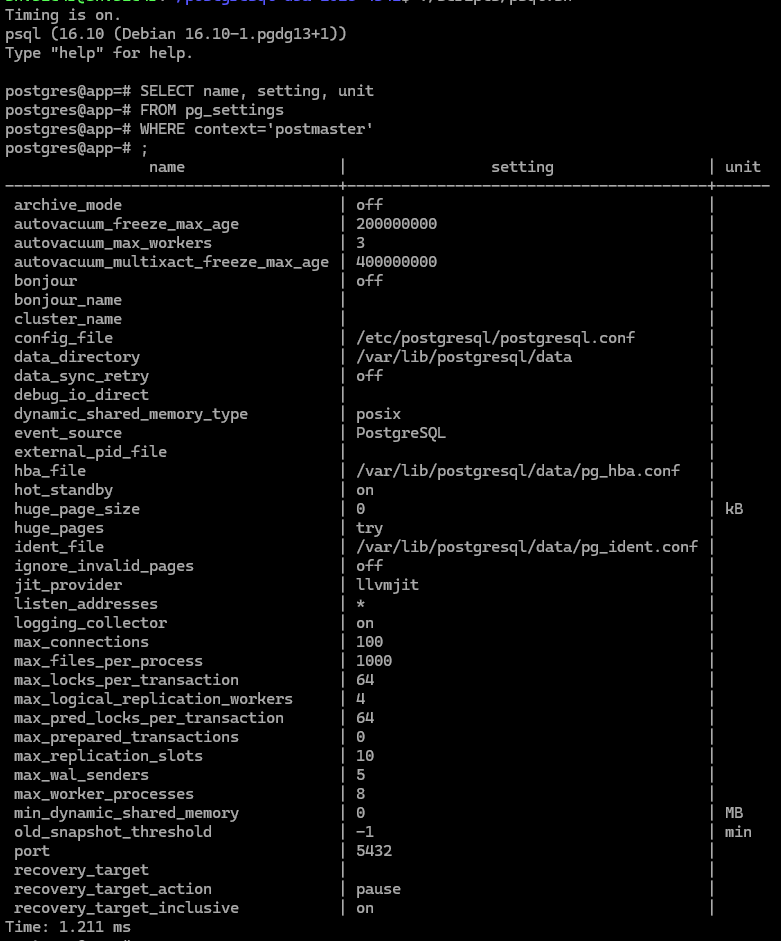 Timing is on.
psql (16.10 (Debian 16.10-1.pgdg13+1))
Type "help" for help.
postgres@app=# SELECT name, setting, unit
postgres@app-# FROM pg_settings
postgres@app-# WHERE context='postmaster'
postgres@app-# ;
name | setting | unit
-------------------------------------+----------------------------------------+------
archive_mode | off |
autovacuum_freeze_max_age | 200000000 |
autovacuum_max_workers | 3 |
autovacuum_multixact_freeze_max_age | 400000000 |
bonjour | off |
bonjour_name | |
cluster_name | |
config_file | /etc/postgresql/postgresql.conf |
data_directory | /var/lib/postgresql/data |
data_sync_retry | off |
debug_io_direct | |
dynamic_shared_memory_type | posix |
event_source | PostgreSQL |
external_pid_file | |
hba_file | /var/lib/postgresql/data/pg_hba.conf |
hot_standby | on |
huge_page_size | 0 | kB
huge_pages | try |
ident_file | /var/lib/postgresql/data/pg_ident.conf |
ignore_invalid_pages | off |
jit_provider | llvmjit |
listen_addresses | * |
logging_collector | on |
max_connections | 100 |
max_files_per_process | 1000 |
max_locks_per_transaction | 64 |
max_logical_replication_workers | 4 |
max_pred_locks_per_transaction | 64 |
max_prepared_transactions | 0 |
max_replication_slots | 10 |
max_wal_senders | 5 |
max_worker_processes | 8 |
min_dynamic_shared_memory | 0 | MB
old_snapshot_threshold | -1 | min
port | 5432 |
recovery_target | |
recovery_target_action | pause |
recovery_target_inclusive | on |
Time: 1.211 ms